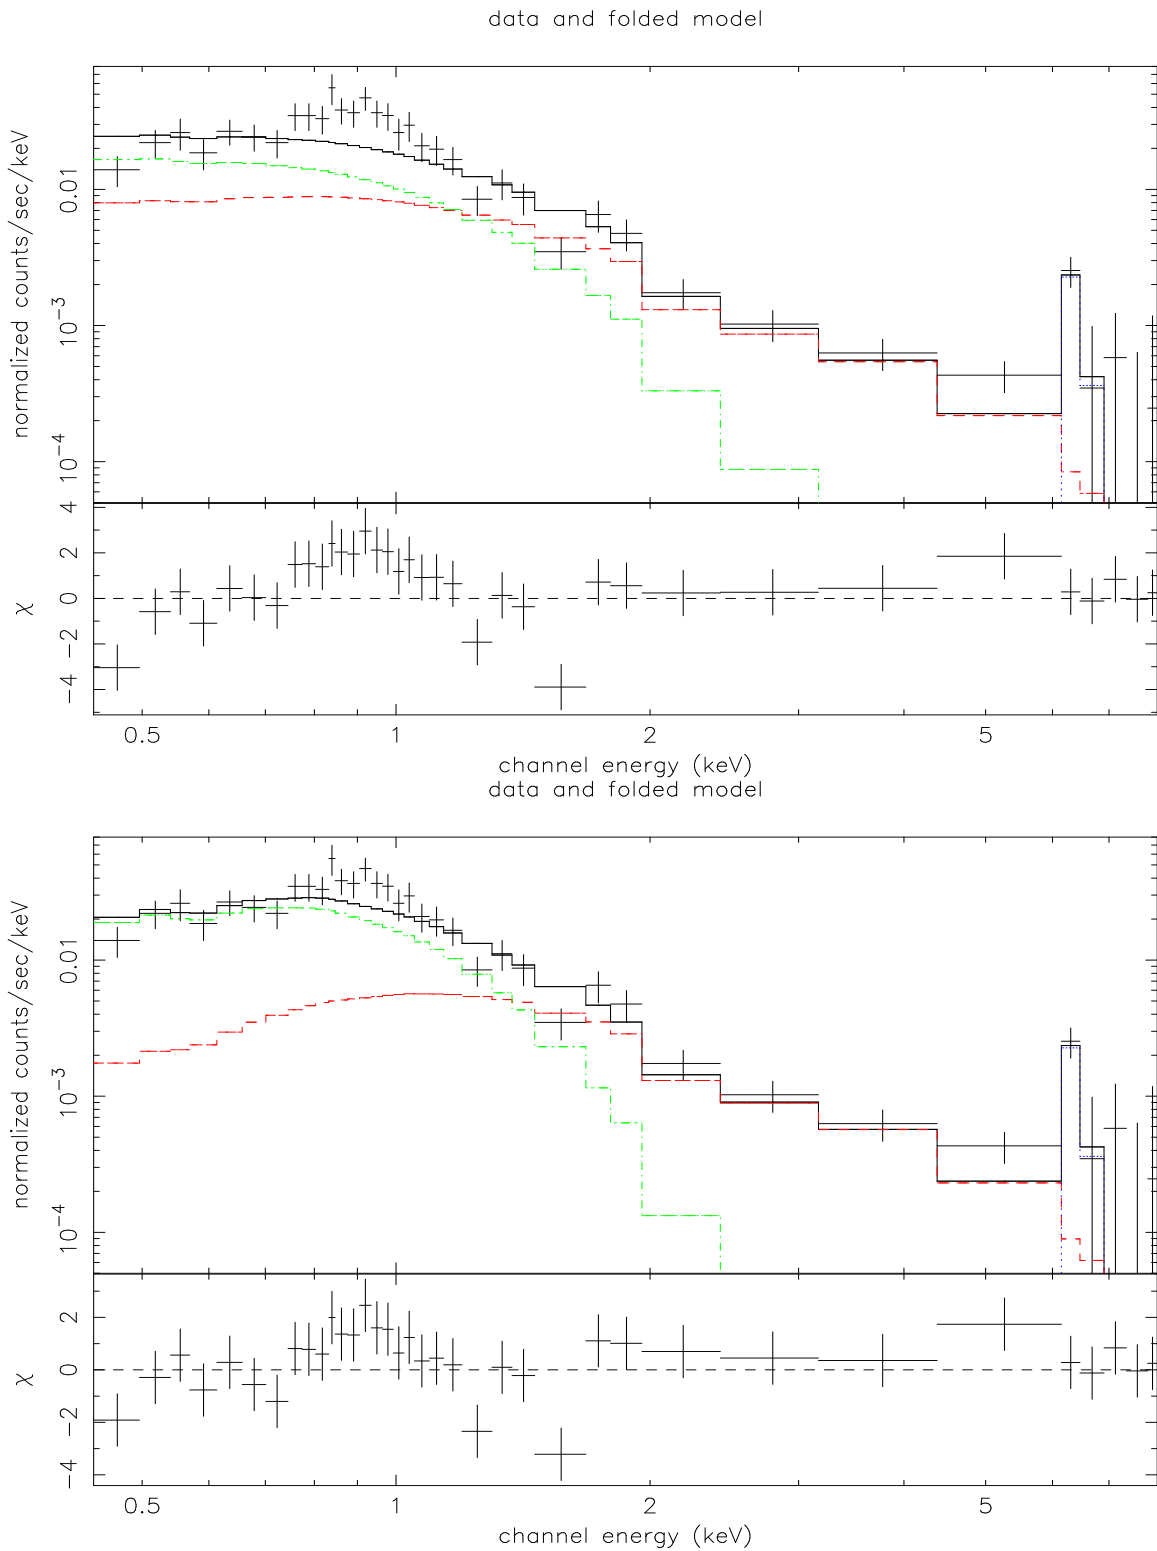 data and folded model
normalized counts/sec/keV
0.01
10−3
10−4
4
2
0
−2
−4
χ
0.5
1
2
5
channel energy (keV)
data and folded model
normalized counts/sec/keV
0.01
10−3
10−4
2
0
−2
−4
χ
0.5
1
2
5
channel energy (keV)